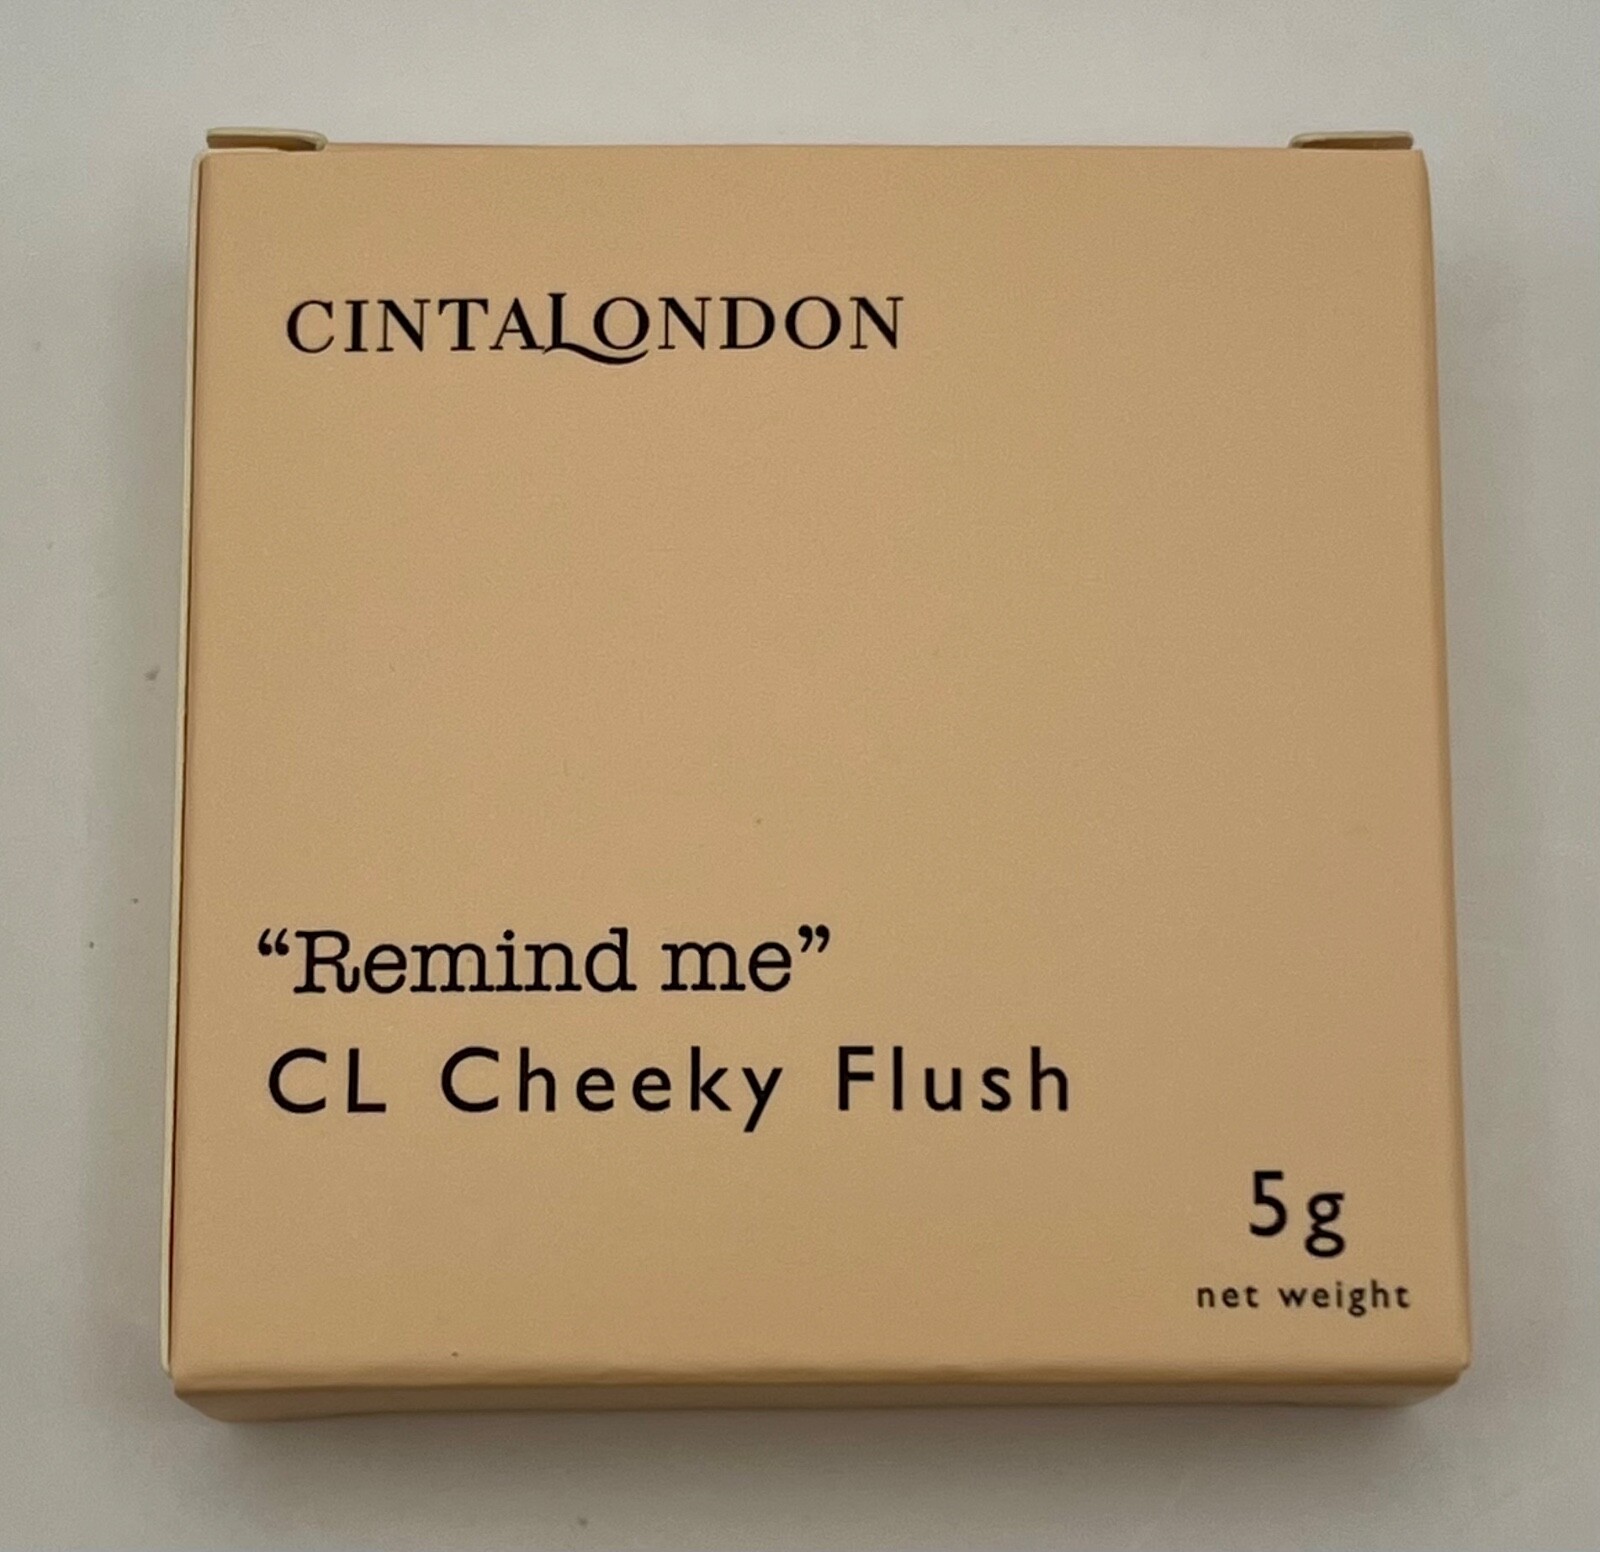 CINTALONDON
“Remind me”
CL Cheeky Flush
5g
net weight